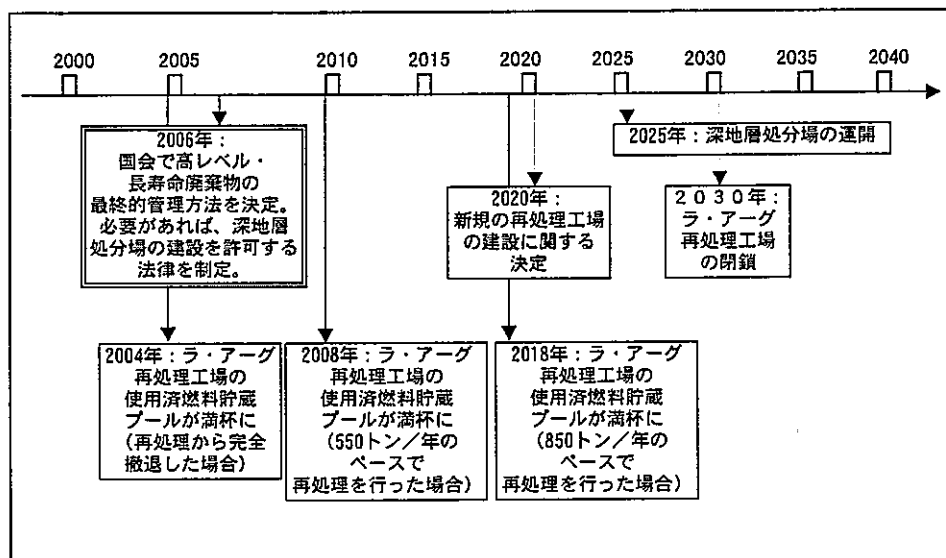 2000 2005 2010 2015 2020 2025 2030 2035 2040
2006年：
国会で高レベル・
長寿命廃棄物の
最終的管理方法を決定。
必要があれば、深地層
処分場の建設を許可する
法律を制定。
2020年：
新規の再処理工場
の建設に関する
決定
2025年：深地層処分場の運開
２０３０年：
ラ・アーグ
再処理工場
の閉鎖
2004年：ラ・アーグ
再処理工場の
使用済燃料貯蔵
プールが満杯に
（再処理から完全
撤退した場合）
2008年：ラ・アーグ
再処理工場の
使用済燃料貯蔵
プールが満杯に
（550トン／年の
ペースで
再処理を行った場合）
2018年：ラ・アーグ
再処理工場の
使用済燃料貯蔵
プールが満杯に
（850トン／年の
ペースで
再処理を行った場合）